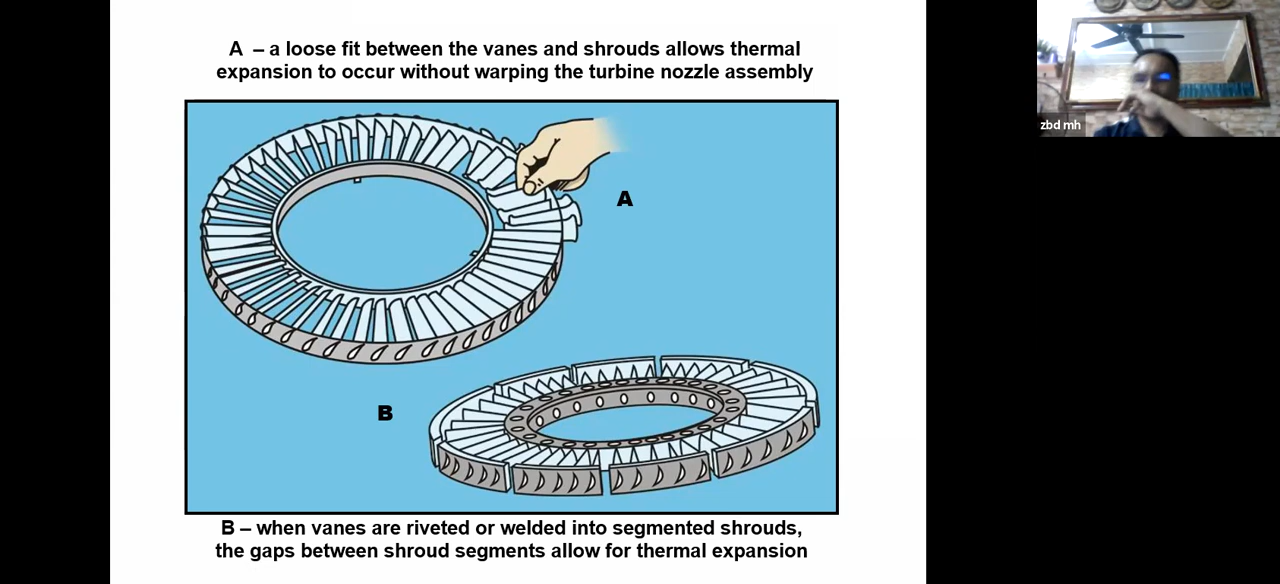 A – a loose fit between the vanes and shrouds allows thermal
expansion to occur without warping the turbine nozzle assembly
zbd mh
A
B
B – when vanes are riveted or welded into segmented shrouds,
the gaps between shroud segments allow for thermal expansion